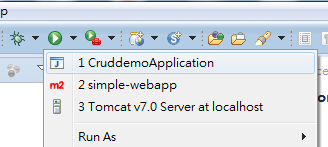 p
1 CruddemoApplication
m2 2 simple-webapp
3 Tomcat v7.0 Server at localhost
Run As